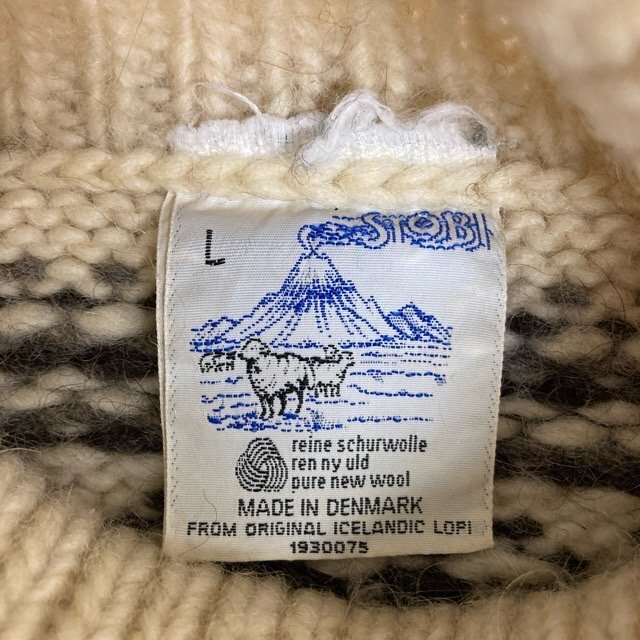 STOBI
L
reine schurwolle
ren ny uld
pure new wool
MADE IN DENMARK
FROM ORIGINAL ICELANDIC LOPI
1930075